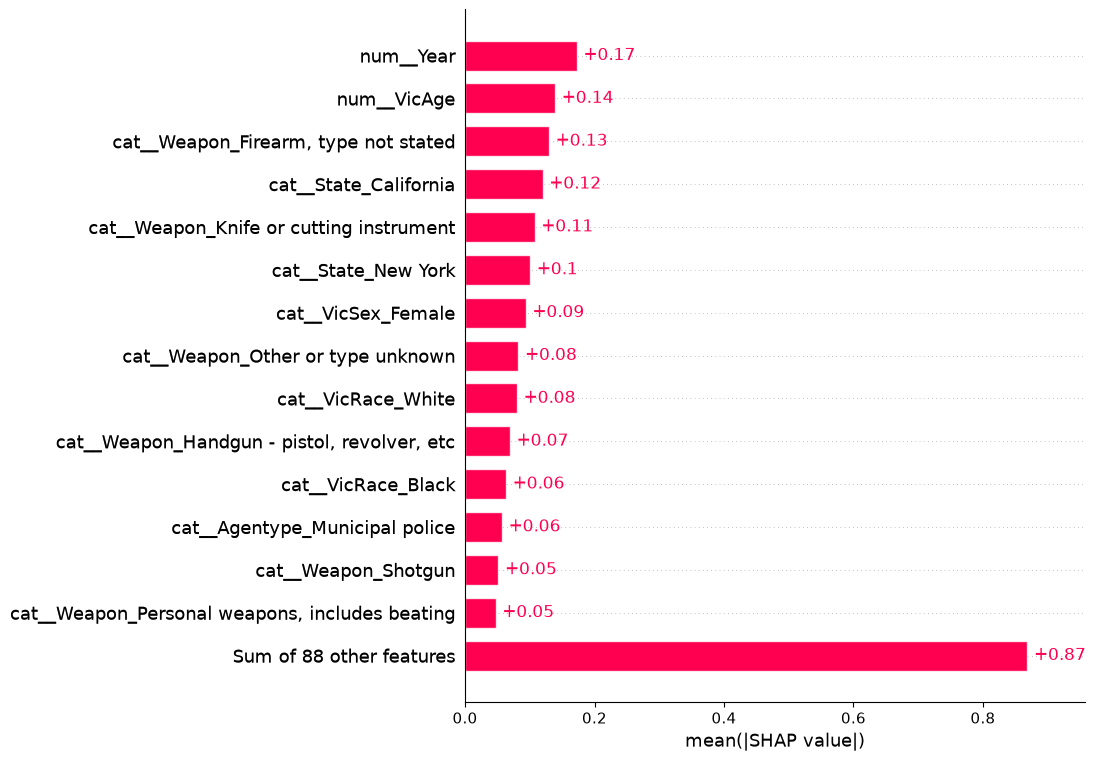 num__Year +0.17
num__VicAge +0.14
cat__Weapon_Firearm, type not stated +0.13
cat__State_California +0.12
cat__Weapon_Knife or cutting instrument +0.11
cat__State_New York +0.1
cat__VicSex_Female +0.09
cat__Weapon_Other or type unknown +0.08
cat__VicRace_White +0.08
cat__Weapon_Handgun - pistol, revolver, etc +0.07
cat__VicRace_Black +0.06
cat__Agentype_Municipal police +0.06
cat__Weapon_Shotgun +0.05
cat__Weapon_Personal weapons, includes beating +0.05
Sum of 88 other features +0.87
0.0 0.2 0.4 0.6 0.8
mean(|SHAP value|)